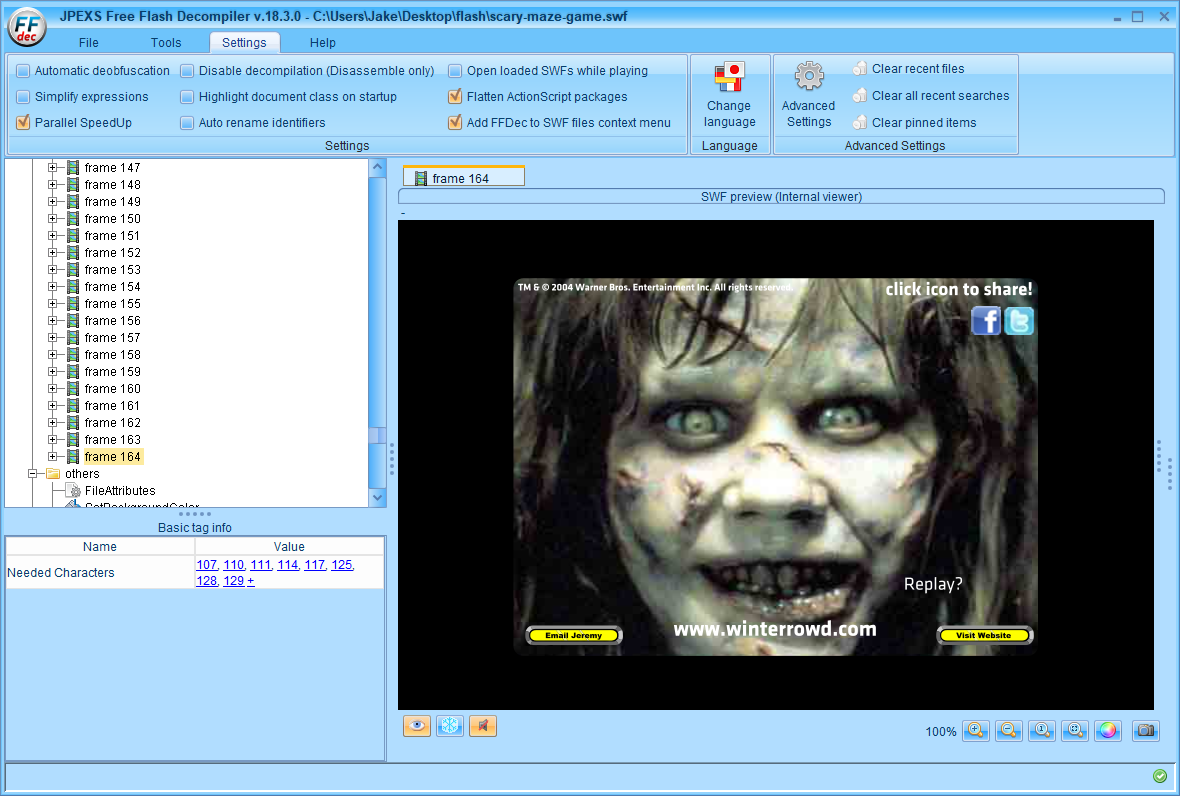 FF
dec
JPEXS Free Flash Decompiler v.18.3.0 - C:\Users\Jake\Desktop\flash\scary-maze-game.swf
File Tools Settings Help
Automatic deobfuscation Disable decompilation (Disassemble only) Open loaded SWFs while playing
Simplify expressions Highlight document class on startup Flatten ActionScript packages
Parallel SpeedUp Auto rename identifiers Add FFDec to SWF files context menu
Settings
Change
language
Language
Advanced
Settings
Clear recent files
Clear all recent searches
Clear pinned items
Advanced Settings
frame 147
frame 148
frame 149
frame 150
frame 151
frame 152
frame 153
frame 154
frame 155
frame 156
frame 157
frame 158
frame 159
frame 160
frame 161
frame 162
frame 163
frame 164
others
FileAttributes
SetBackgroundColor
Basic tag info
Name Value
Needed Characters 107, 110, 111, 114, 117, 125,
128, 129 +
frame 164
SWF preview (Internal viewer)
-
TM & © 2004 Warner Bros. Entertainment Inc. All rights reserved.
click icon to share!
f t
Replay?
www.winterrowd.com
Email Jeremy
Visit Website
100%